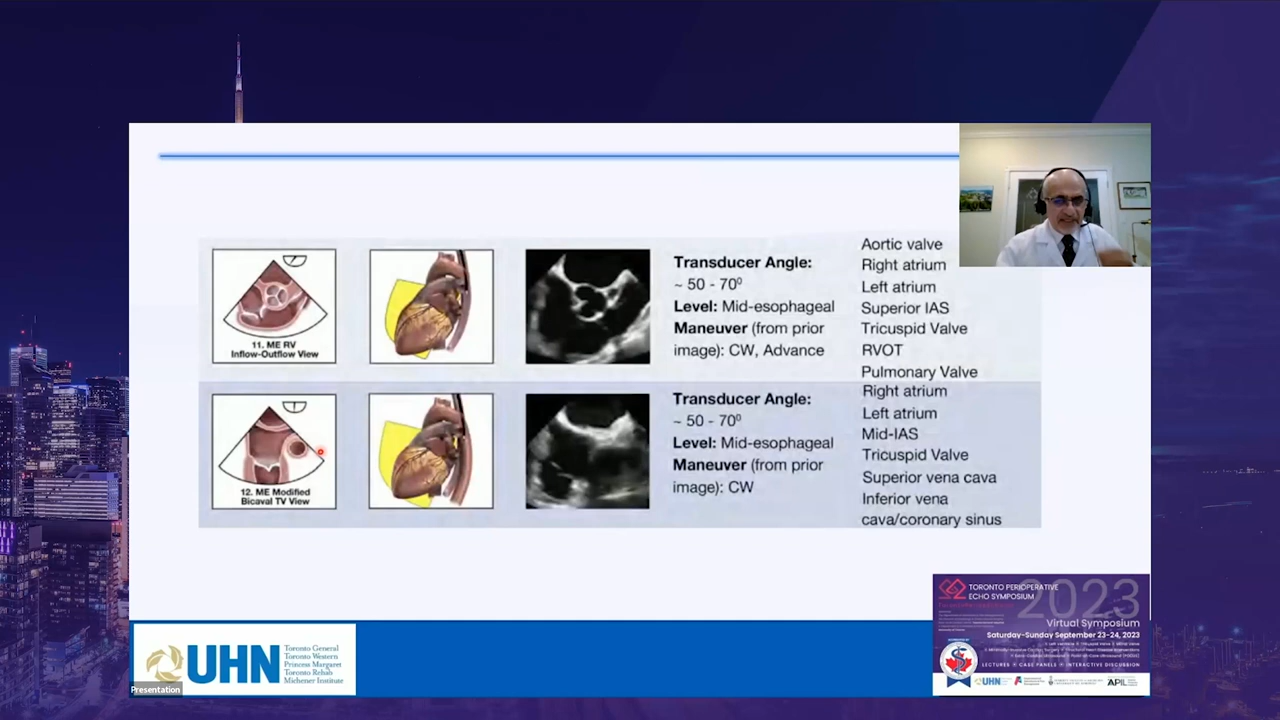 11. ME RV
Inflow-Outflow View
Transducer Angle:
~ 50 - 70⁰
Level: Mid-esophageal
Maneuver (from prior
image): CW, Advance
Aortic valve
Right atrium
Left atrium
Superior IAS
Tricuspid Valve
RVOT
Pulmonary Valve
12. ME Modified
Bicaval TV View
Transducer Angle:
~ 50 - 70⁰
Level: Mid-esophageal
Maneuver (from prior
image): CW
Right atrium
Left atrium
Mid-IAS
Tricuspid Valve
Superior vena cava
Inferior vena
cava/coronary sinus
UHN
Toronto General
Toronto Western
Princess Margaret
Toronto Rehab
Michener Institute
Presentation
TORONTO PERIOPERATIVE
ECHO SYMPOSIUM
2023
Virtual Symposium
Saturday-Sunday September 23-24, 2023
LECTURES + CASE PANELS + INTERACTIVE DISCUSSION
UHN
APIL